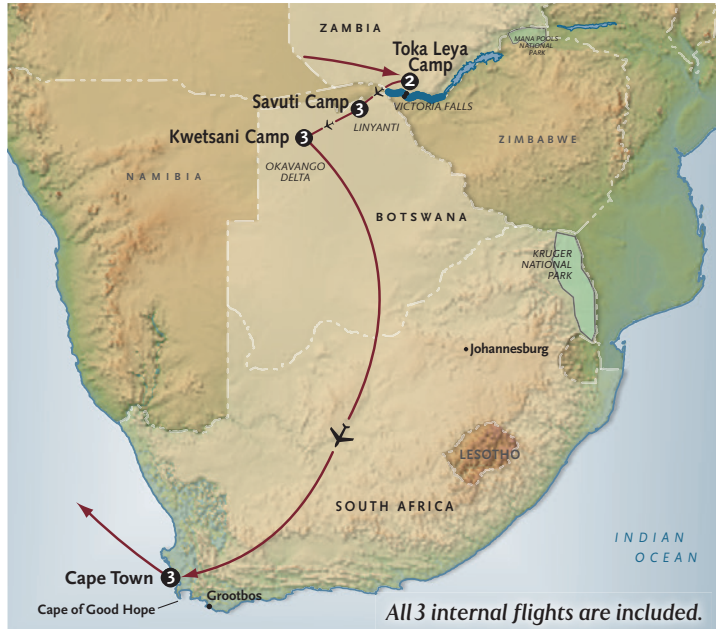 ZAMBIA
MANA POOLS
NATIONAL
PARK
Toka Leya
Camp
2
Savuti Camp
3
VICTORIA FALLS
LINYANTI
Kwetsani Camp
3
ZIMBABWE
OKAVANGO
DELTA
NAMIBIA
BOTSWANA
KRUGER
NATIONAL
PARK
Johannesburg
LESOTHO
SOUTH AFRICA
INDIAN
OCEAN
Cape Town 3
Grootbos
Cape of Good Hope
All 3 internal flights are included.